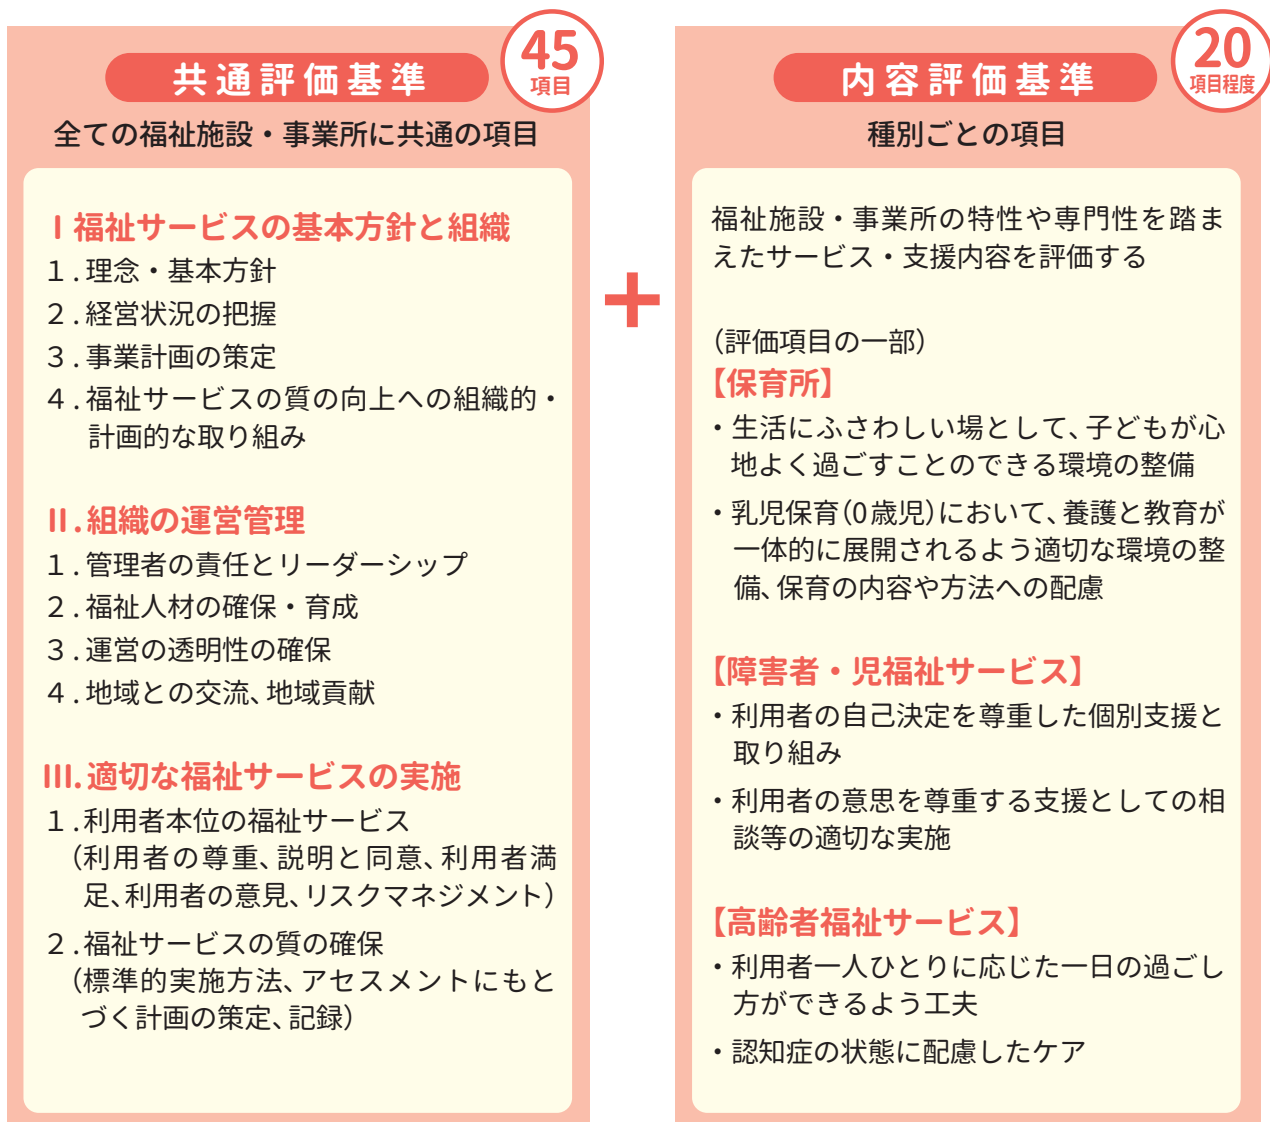 共通評価基準
45
項目
全ての福祉施設・事業所に共通の項目
Ⅰ福祉サービスの基本方針と組織
１.理念・基本方針
２.経営状況の把握
３.事業計画の策定
４.福祉サービスの質の向上への組織的・
計画的な取り組み
Ⅱ.組織の運営管理
１.管理者の責任とリーダーシップ
２.福祉人材の確保・育成
３.運営の透明性の確保
４.地域との交流、地域貢献
Ⅲ.適切な福祉サービスの実施
１.利用者本位の福祉サービス
（利用者の尊重、説明と同意、利用者満
足、利用者の意見、リスクマネジメント）
２.福祉サービスの質の確保
（標準的実施方法、アセスメントにもと
づく計画の策定、記録）
＋
内容評価基準
20
項目程度
種別ごとの項目
福祉施設・事業所の特性や専門性を踏ま
えたサービス・支援内容を評価する
（評価項目の一部）
【保育所】
・生活にふさわしい場として、子どもが心
地よく過ごすことのできる環境の整備
・乳児保育（0歳児）において、養護と教育が
一体的に展開されるよう適切な環境の整
備、保育の内容や方法への配慮
【障害者・児福祉サービス】
・利用者の自己決定を尊重した個別支援と
取り組み
・利用者の意思を尊重する支援としての相
談等の適切な実施
【高齢者福祉サービス】
・利用者一人ひとりに応じた一日の過ごし
方ができるよう工夫
・認知症の状態に配慮したケア